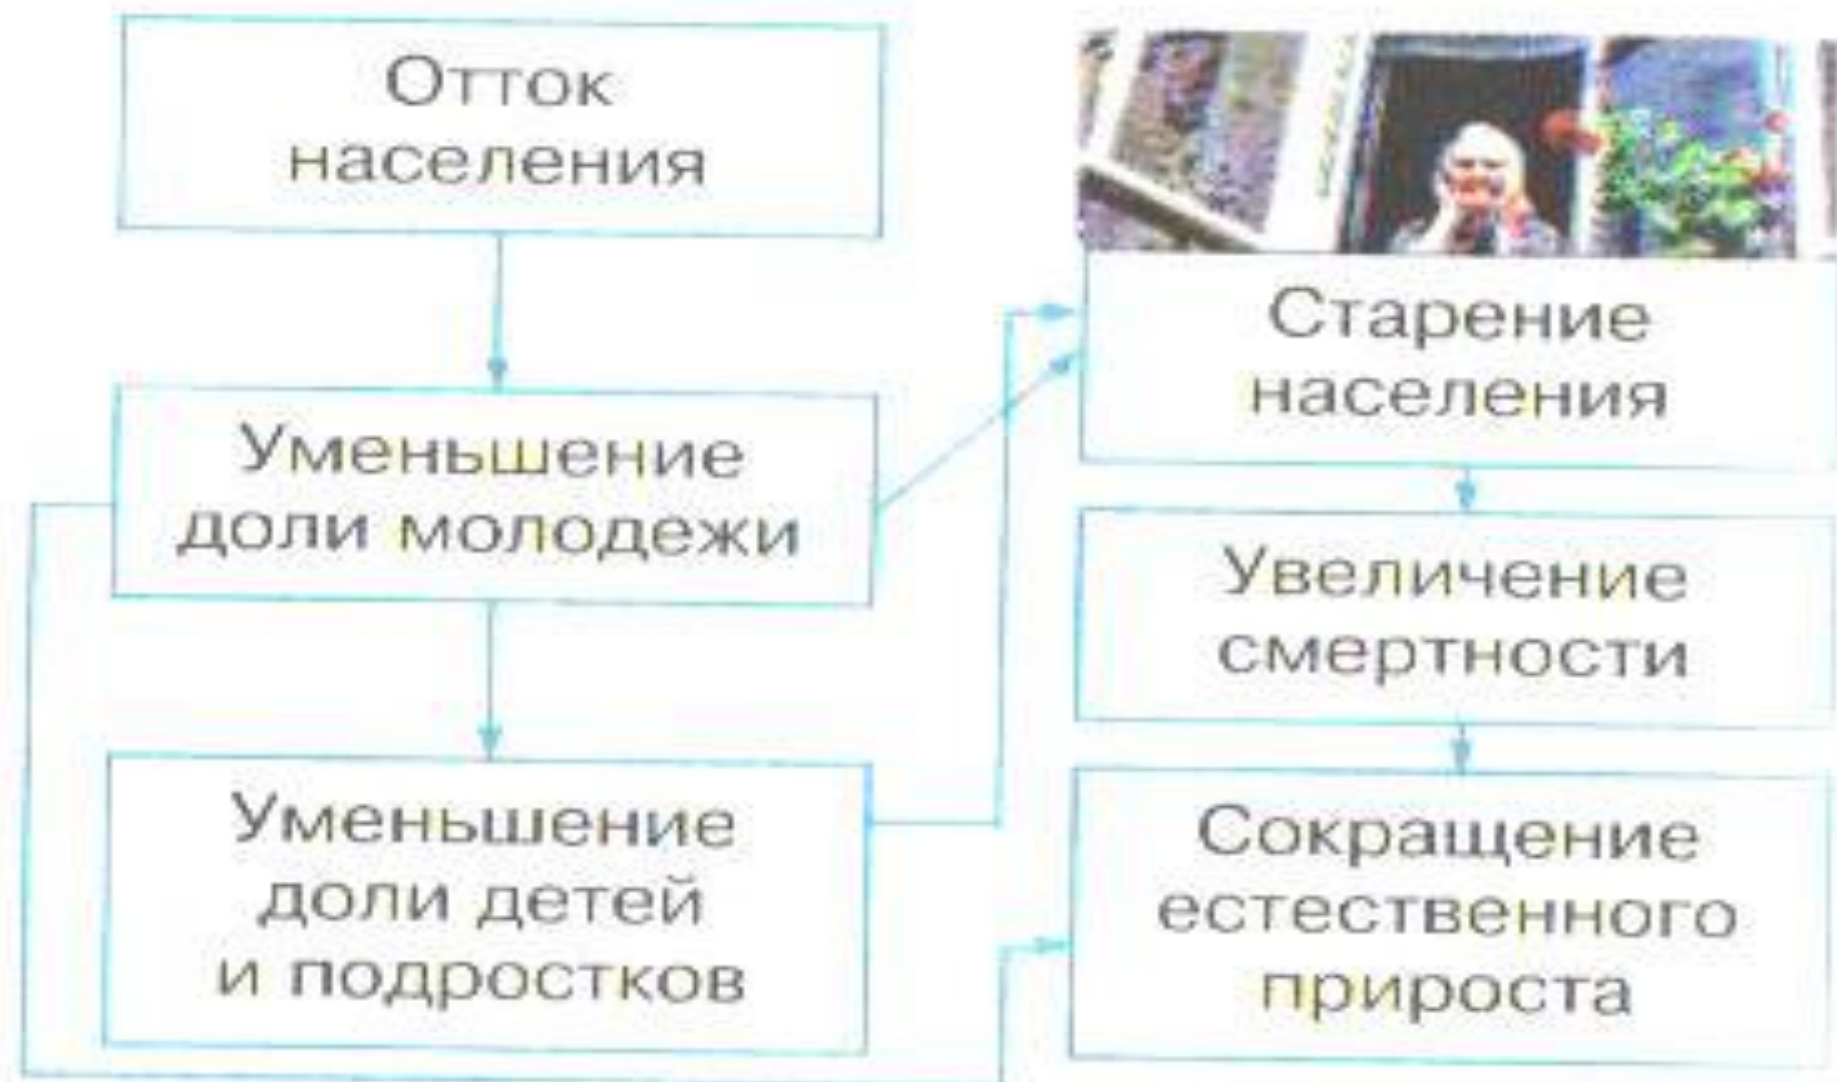 Отток
населения
Уменьшение
доли молодежи
Уменьшение
доли детей
и подростков
Старение
населения
Увеличение
смертности
Сокращение
естественного
прироста